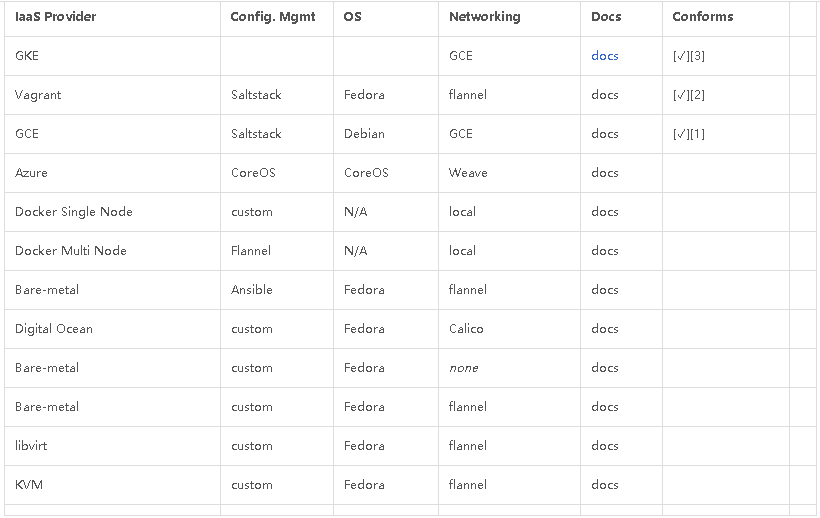 IaaS Provider Config. Mgmt OS Networking Docs Conforms
GKE GCE docs [✓][3]
Vagrant Saltstack Fedora flannel docs [✓][2]
GCE Saltstack Debian GCE docs [✓][1]
Azure CoreOS CoreOS Weave docs
Docker Single Node custom N/A local docs
Docker Multi Node Flannel N/A local docs
Bare-metal Ansible Fedora flannel docs
Digital Ocean custom Fedora Calico docs
Bare-metal custom Fedora none docs
Bare-metal custom Fedora flannel docs
libvirt custom Fedora flannel docs
KVM custom Fedora flannel docs